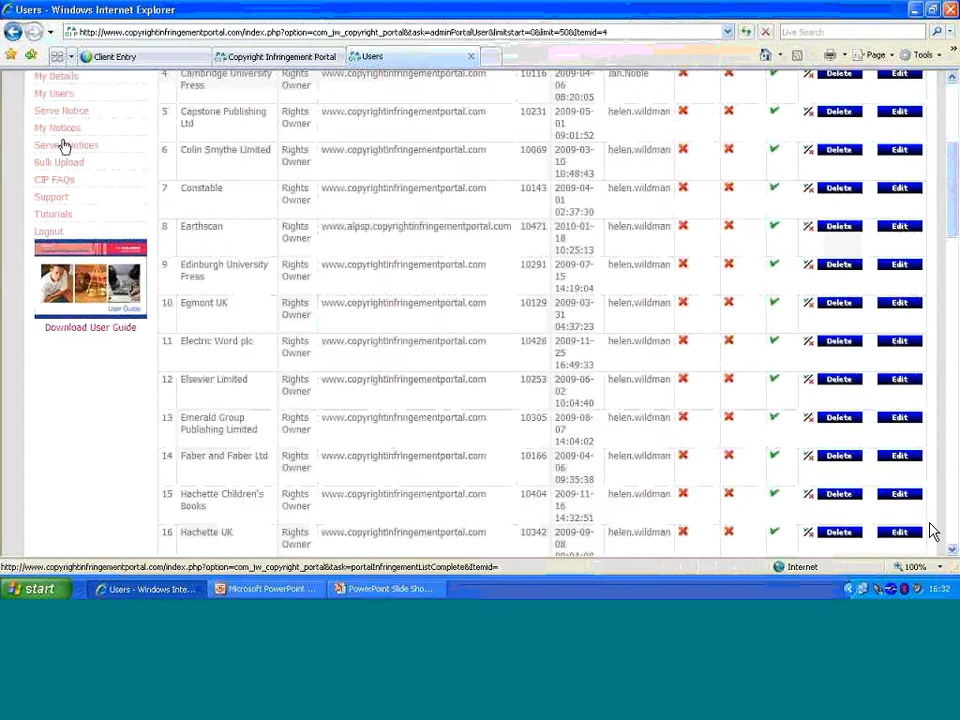 Users - Windows Internet Explorer
http://www.copyrightinfringementportal.com/index.php?option=com_jw_copyright_portal&task=adminPortalUser&limitstart=0&limit=50&Itemid=4
Live Search
Client Entry
Copyright Infringement Portal
Users
Page
Tools
My Details
My Users
Serve Notice
My Notices
Bulk Upload
CIP FAQs
Support
Tutorials
Logout
User Guide
Download User Guide
4 Cambridge University Press Rights Owner www.copyrightinfringementportal.com 10116 2009-04-06 08:20:05 Ian.Noble Delete Edit
5 Capstone Publishing Ltd Rights Owner www.copyrightinfringementportal.com 10231 2009-05-01 09:01:52 helen.wildman Delete Edit
6 Colin Smythe Limited Rights Owner www.copyrightinfringementportal.com 10669 2009-03-10 10:48:43 helen.wildman Delete Edit
7 Constable Rights Owner www.copyrightinfringementportal.com 10143 2009-04-01 02:37:30 helen.wildman Delete Edit
8 Earthscan Rights Owner www.alpsp.copyrightinfringementportal.com 10471 2010-01-18 10:25:13 helen.wildman Delete Edit
9 Edinburgh University Press Rights Owner www.copyrightinfringementportal.com 10291 2009-07-15 14:19:04 helen.wildman Delete Edit
10 Egmont UK Rights Owner www.copyrightinfringementportal.com 10129 2009-03-31 04:37:23 helen.wildman Delete Edit
11 Electric Word plc Rights Owner www.copyrightinfringementportal.com 10426 2009-11-25 16:49:33 helen.wildman Delete Edit
12 Elsevier Limited Rights Owner www.copyrightinfringementportal.com 10253 2009-06-02 10:04:40 helen.wildman Delete Edit
13 Emerald Group Publishing Limited Rights Owner www.copyrightinfringementportal.com 10305 2009-08-07 14:04:02 helen.wildman Delete Edit
14 Faber and Faber Ltd Rights Owner www.copyrightinfringementportal.com 10166 2009-04-06 09:35:38 helen.wildman Delete Edit
15 Hachette Children's Books Rights Owner www.copyrightinfringementportal.com 10404 2009-11-16 14:32:51 helen.wildman Delete Edit
16 Hachette UK Rights Owner www.copyrightinfringementportal.com 10342 2009-09-08 helen.wildman Delete Edit
http://www.copyrightinfringementportal.com/index.php?option=com_jw_copyright_portal&task=portalInfringementListComplete&Itemid=
Internet
100%
start
Users - Windows Inte...
Microsoft PowerPoint ...
PowerPoint Slide Sho...
16:32